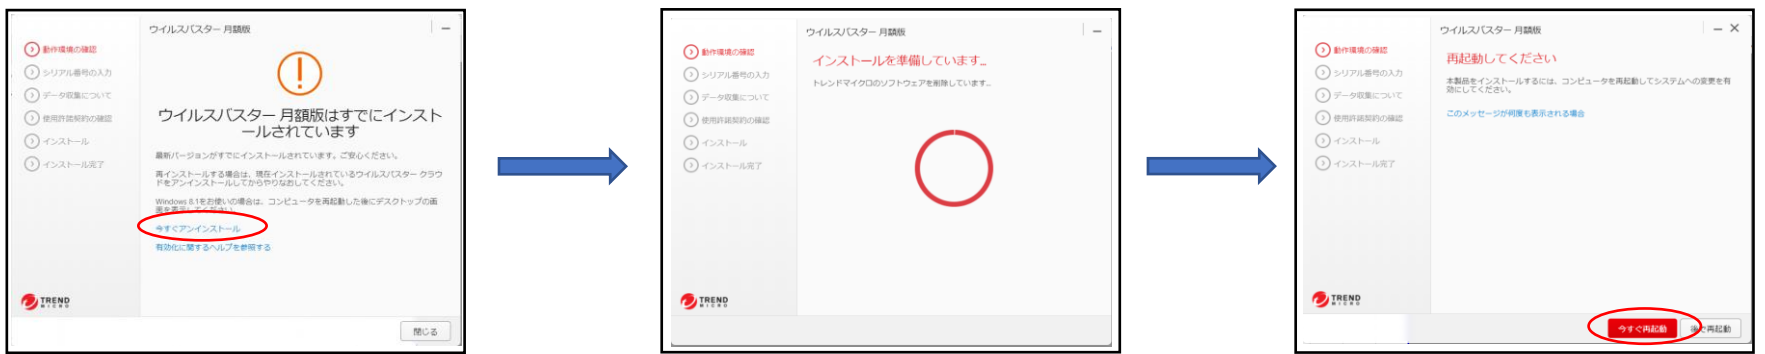 ウイルスバスター 月額版
動作環境の確認
シリアル番号の入力
データ収集について
使用許諾契約の確認
インストール
インストール完了
ウイルスバスター 月額版はすでにインスト
ールされています
最新バージョンがすでにインストールされています。ご安心ください。
再インストールする場合は、現在インストールされているウイルスバスター クラウ
ドをアンインストールしてからやりなおしてください。
Windows 8.1をお使いの場合は、コンピュータを再起動した後にデスクトップの画
面を表示してください
今すぐアンインストール
有効化に関するヘルプを参照する
TREND
MICRO
閉じる
ウイルスバスター 月額版
動作環境の確認
シリアル番号の入力
データ収集について
使用許諾契約の確認
インストール
インストール完了
インストールを準備しています...
トレンドマイクロのソフトウェアを削除しています...
TREND
MICRO
ウイルスバスター 月額版
動作環境の確認
シリアル番号の入力
データ収集について
使用許諾契約の確認
インストール
インストール完了
再起動してください
本製品をインストールするには、コンピュータを再起動してシステムへの変更を有
効にしてください。
このメッセージが何度も表示される場合
TREND
MICRO
今すぐ再起動
後で再起動